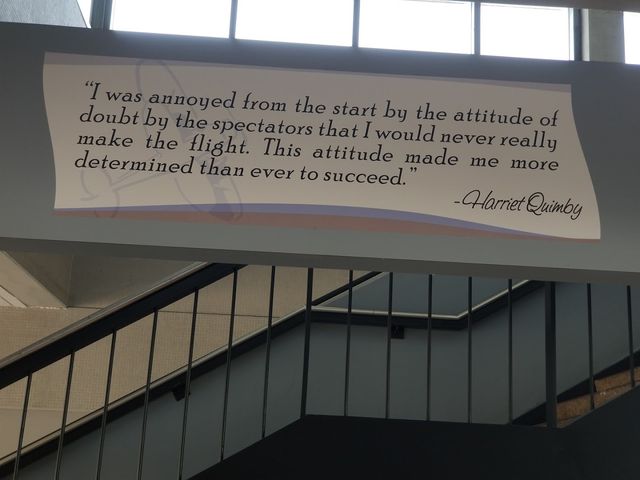 “I was annoyed from the start by the attitude of
doubt by the spectators that I would never really
make the flight. This attitude made me more
determined than ever to succeed.”
-Harriet Quimby